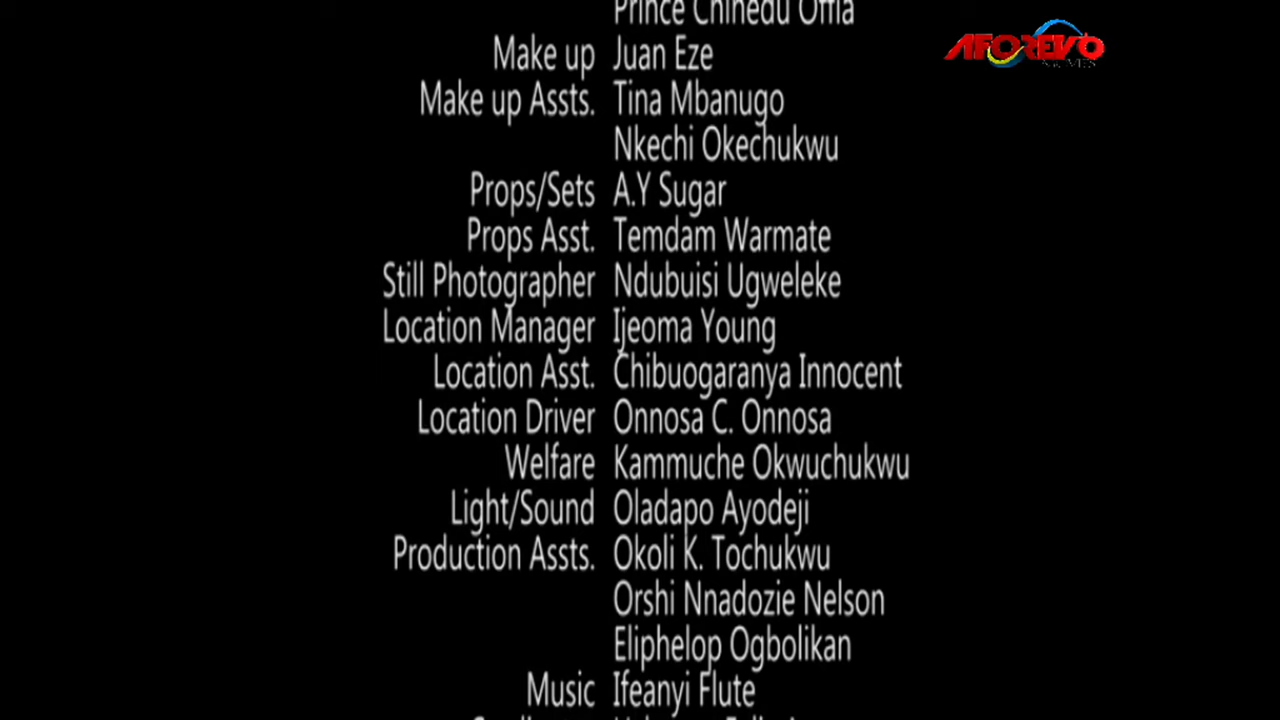 Prince Chinedu Offia
AFOREVO
Make up Juan Eze
Make up Assts. Tina Mbanugo
Nkechi Okechukwu
Props/Sets A.Y Sugar
Props Asst. Temdam Warmate
Still Photographer Ndubuisi Ugweleke
Location Manager Ijeoma Young
Location Asst. Chibuogaranya Innocent
Location Driver Onnosa C. Onnosa
Welfare Kammuche Okwuchukwu
Light/Sound Oladapo Ayodeji
Production Assts. Okoli K. Tochukwu
Orshi Nnadozie Nelson
Eliphelop Ogbolikan
Music Ifeanyi Flute